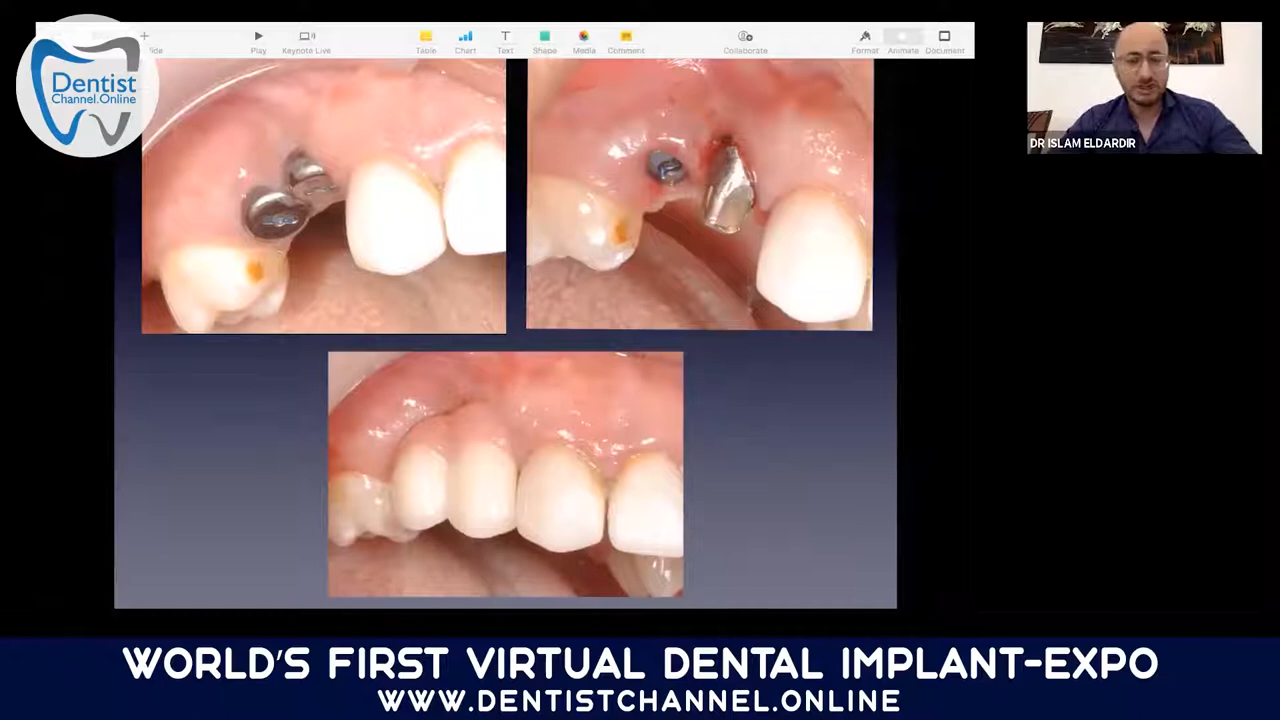 Dentist
Channel.Online
lide
Play
Keynote Live
Table
Chart
Text
Shape
Media
Comment
Collaborate
Format
Animate
Document
DR ISLAM ELDARDIR
WORLD'S FIRST VIRTUAL DENTAL IMPLANT-EXPO
WWW.DENTISTCHANNEL.ONLINE